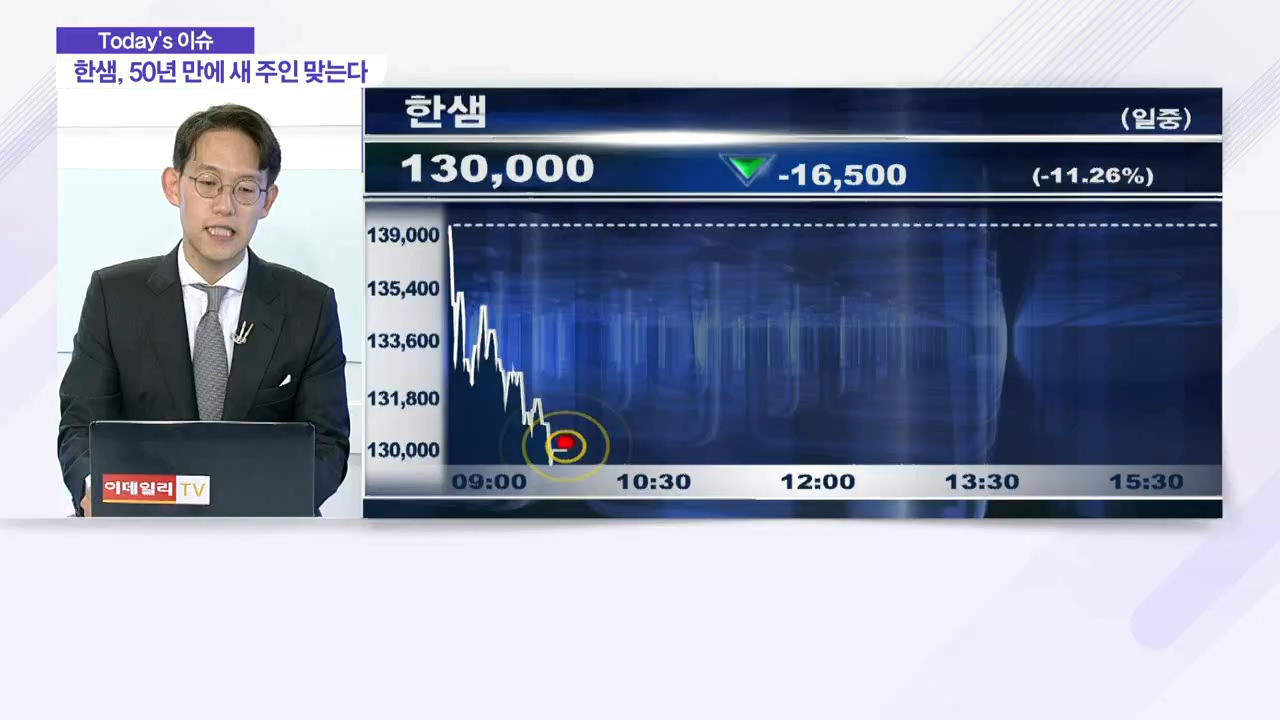 Today's 이슈
한샘, 50년 만에 새 주인 맞는다
한샘
(일중)
130,000 -16,500 (-11.26%)
139,000
135,400
133,600
131,800
130,000
09:00 10:30 12:00 13:30 15:30
이데일리 TV